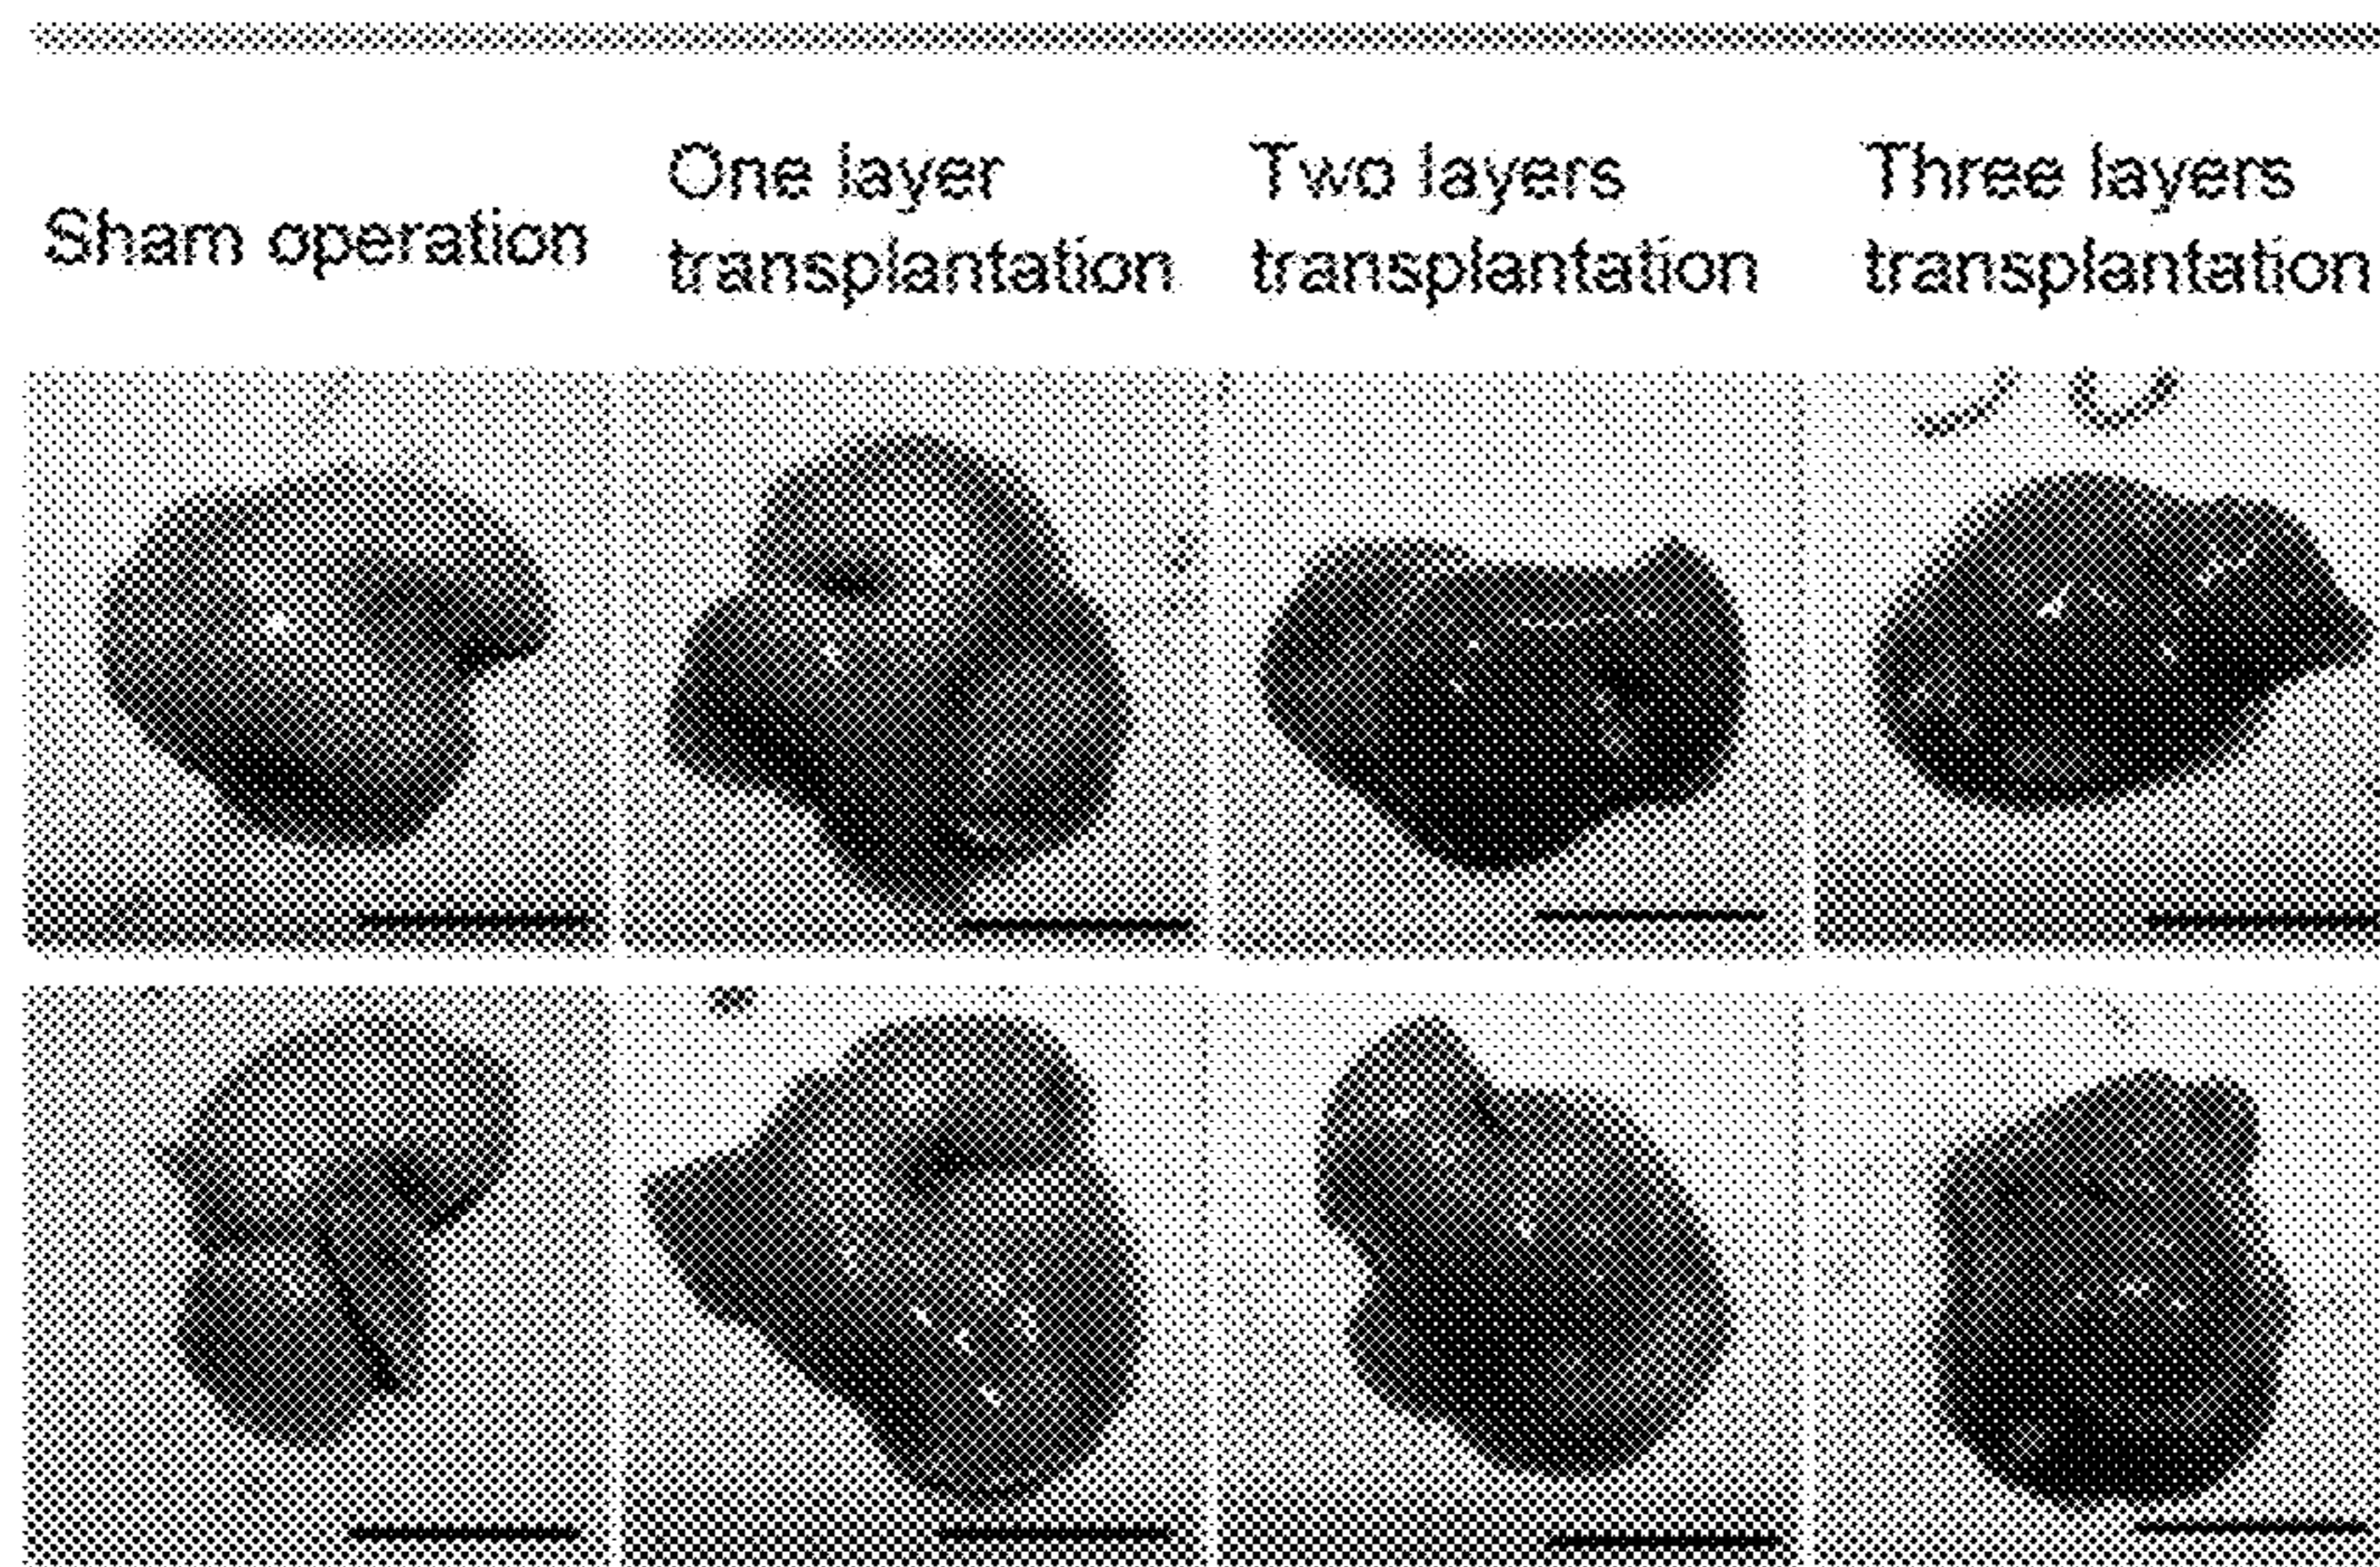 Sham operation
One layer
transplantation
Two layers
transplantation
Three layers
transplantation